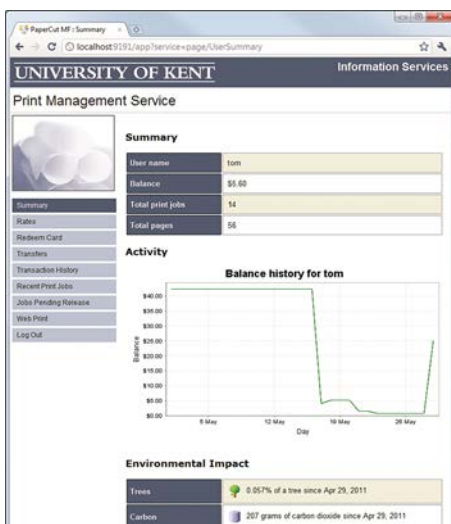 PaperCut MF : Summary
localhost:9191/app?service=page/UserSummary
UNIVERSITY OF KENT
Information Services
Print Management Service
Summary
Rates
Redeem Card
Transfers
Transaction History
Recent Print Jobs
Jobs Pending Release
Web Print
Log Out
Summary
User name tom
Balance $5.60
Total print jobs 14
Total pages 56
Activity
Balance history for tom
Balance
$40.00
$35.00
$30.00
$25.00
$20.00
$15.00
$10.00
$5.00
$0.00
5 May 12 May 19 May 26 May
Day
Environmental Impact
Trees 0.057% of a tree since Apr 29, 2011
Carbon 207 grams of carbon dioxide since Apr 29, 2011